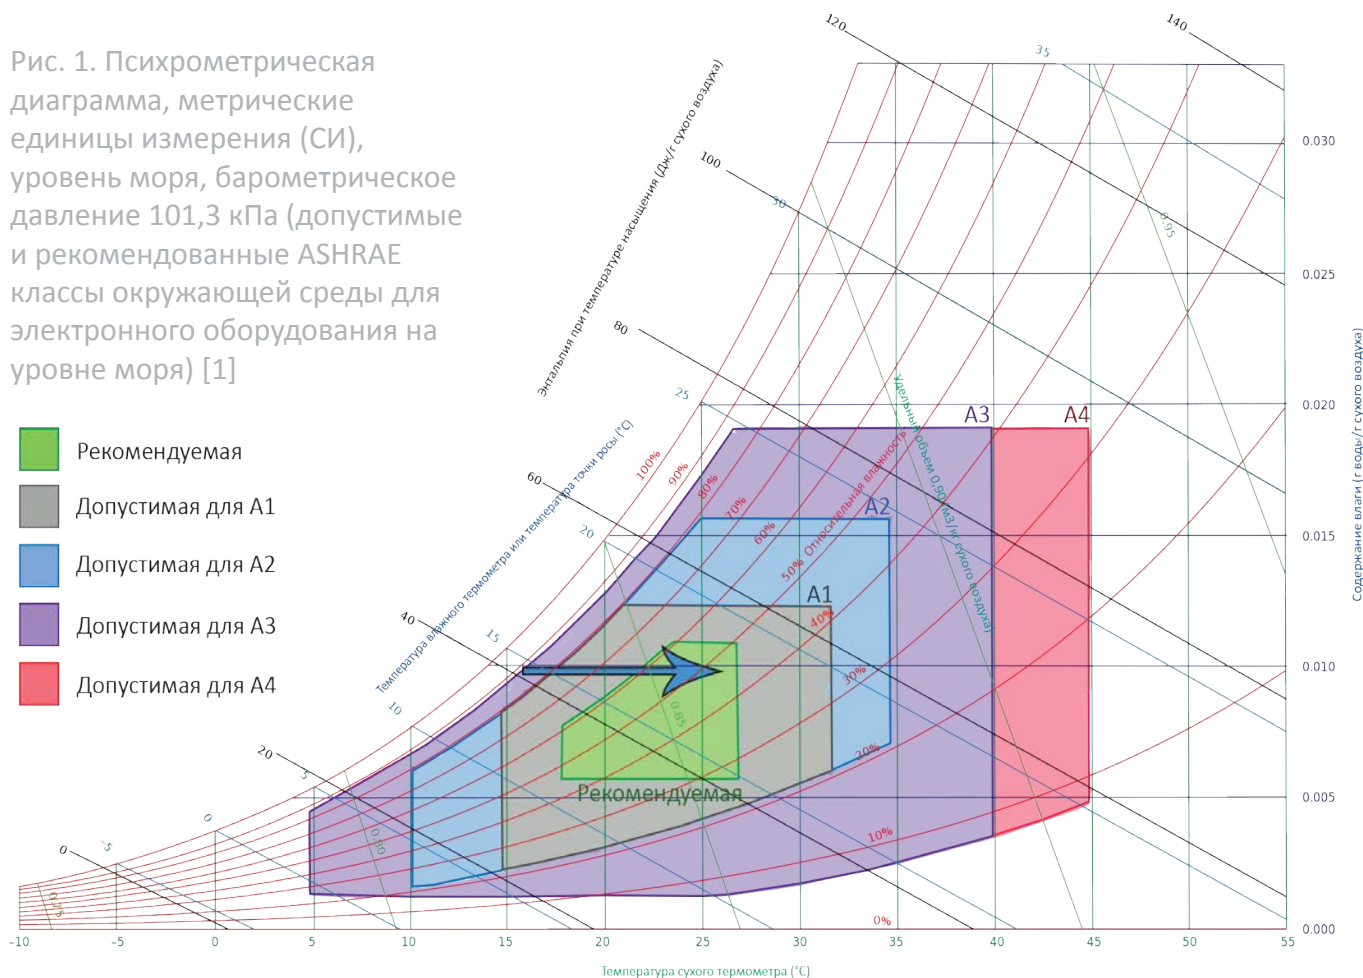 Рис. 1. Психрометрическая
диаграмма, метрические
единицы измерения (СИ),
уровень моря, барометрическое
давление 101,3 кПа (допустимые
и рекомендованные ASHRAE
классы окружающей среды для
электронного оборудования на
уровне моря) [1]
Рекомендуемая
Допустимая для A1
Допустимая для A2
Допустимая для A3
Допустимая для A4
Энтальпия при температуре насыщения (Дж/г сухого воздуха)
Температура влажного термометра или температура точки росы (°C)
0
20
40
60
80
100
120
140
-5
0
5
10
15
20
25
30
35
100%
90%
80%
70%
60%
50% Относительная влажность
40%
30%
20%
10%
0%
A1
A2
A3
A4
Рекомендуемая
0.75
0.80
0.85
Удельный объем 0,90 м3/кг сухого воздуха)
0.95
0.030
0.025
0.020
0.015
0.010
0.005
0.000
Содержание влаги ( г воды/г сухого воздуха)
-10
-5
0
5
10
15
20
25
30
35
40
45
50
55
Температура сухого термометра (°C)